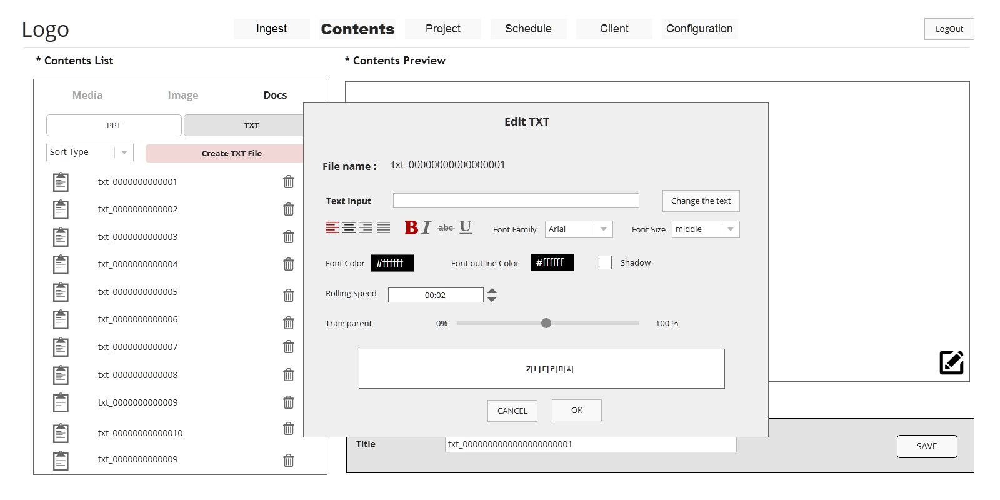 Logo
Ingest
Contents
Project
Schedule
Client
Configuration
LogOut
* Contents List
* Contents Preview
Media
Image
Docs
PPT
TXT
Sort Type
Create TXT File
txt_0000000000001
txt_0000000000002
txt_0000000000003
txt_0000000000004
txt_0000000000005
txt_0000000000006
txt_0000000000007
txt_0000000000008
txt_0000000000009
txt_00000000000010
txt_0000000000009
Edit TXT
File name : txt_00000000000000001
Text Input
Change the text
B I abc U
Font Family
Arial
Font Size
middle
Font Color
#ffffff
Font outline Color
#ffffff
Shadow
Rolling Speed
00:02
Transparent
0%
100 %
가나다라마사
CANCEL
OK
Title
txt_0000000000000000000001
SAVE